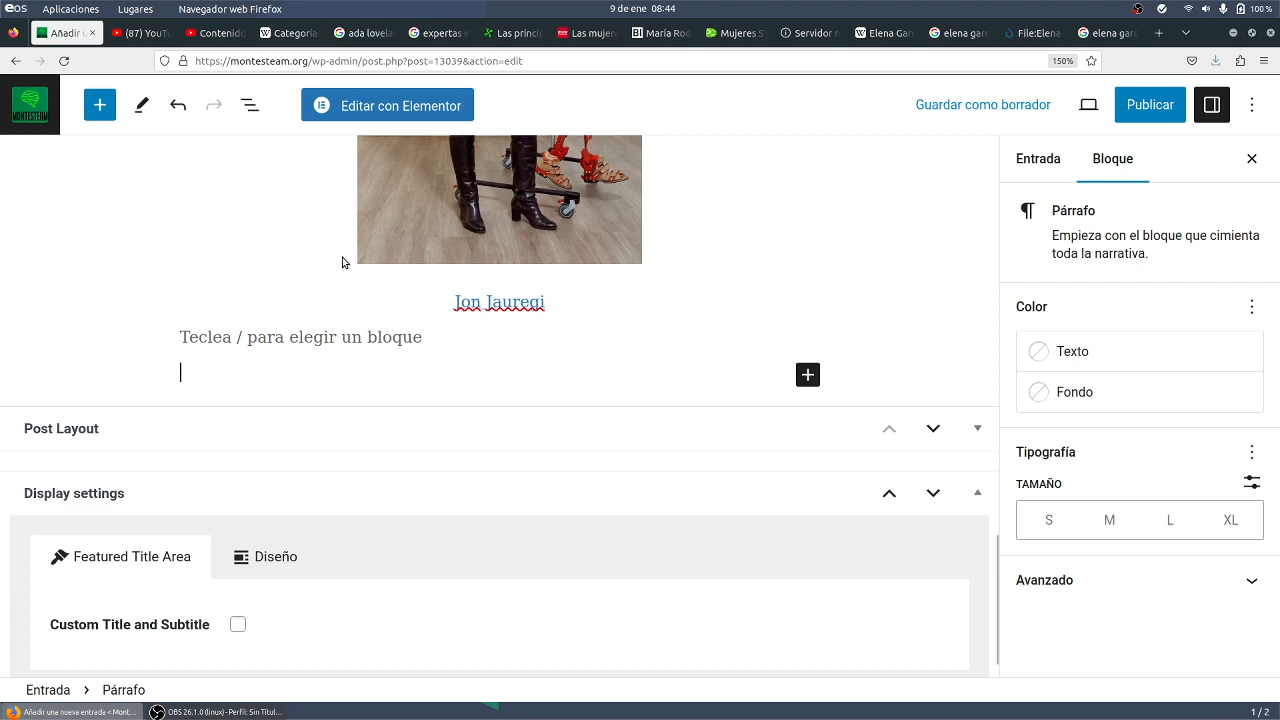 eos Aplicaciones Lugares Navegador web Firefox 9 de ene 08:44 100 %
Añadir u (87) YouTu Contenido Categoria ada lovela expertas e Las princip Las mujere María Rod Mujeres ST Servidor n Elena Gar elena garc File:Elena elena garc
https://montesteam.org/wp-admin/post.php?post=13039&action=edit 150%
MONTESTEAM Editar con Elementor Guardar como borrador Publicar
Entrada Bloque
Párrafo
Empieza con el bloque que cimienta
toda la narrativa.
Ion Jauregi
Teclea / para elegir un bloque
Color
Texto
Fondo
Post Layout
Tipografía
TAMAÑO
S M L XL
Display settings
Featured Title Area Diseño
Avanzado
Custom Title and Subtitle
Entrada Párrafo
Añadir una nueva entrada < Mont... OBS 26.1.0 (linux) - Perfil: Sin Titul... 1 / 2